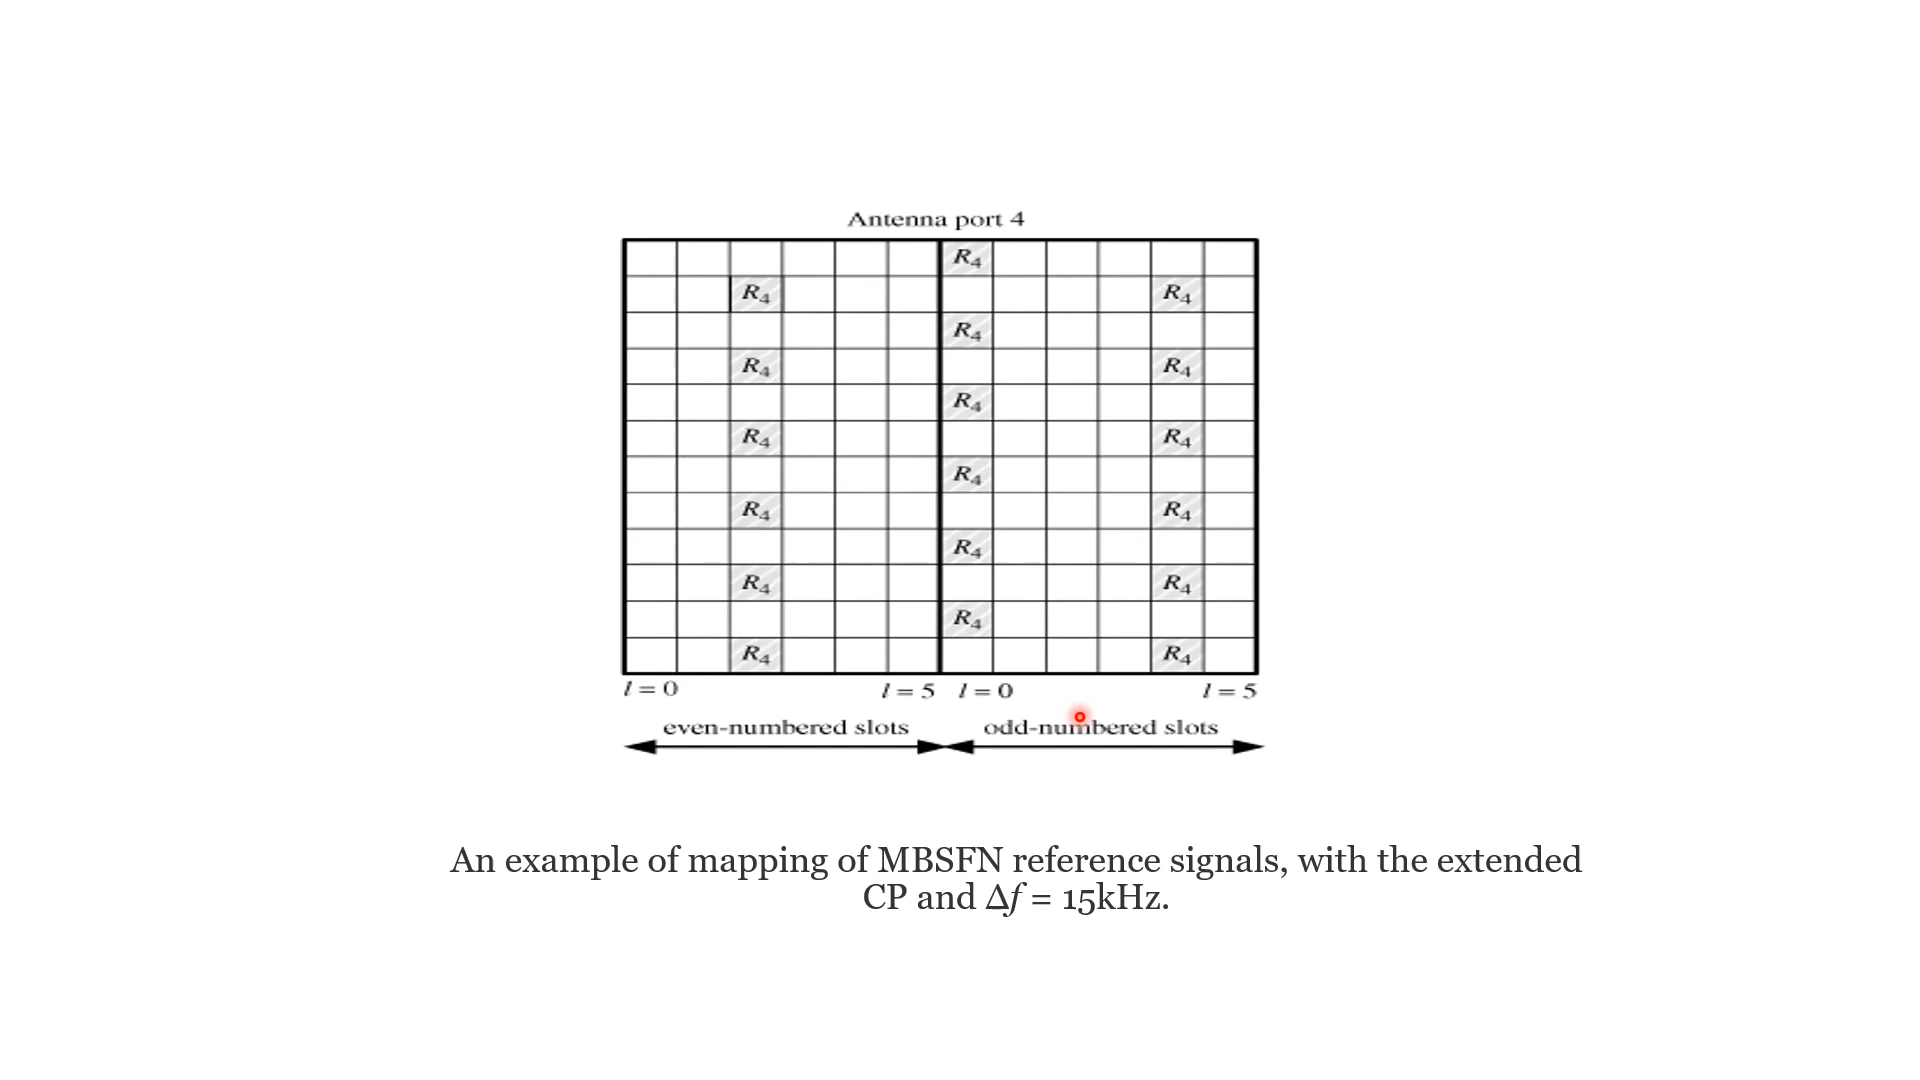 Antenna port 4
R₄
R₄ R₄
R₄
R₄ R₄
R₄
R₄ R₄
R₄
R₄ R₄
R₄
R₄ R₄
R₄
R₄ R₄
l = 0 l = 5 l = 0 l = 5
even-numbered slots odd-numbered slots
An example of mapping of MBSFN reference signals, with the extended
CP and Δf = 15kHz.